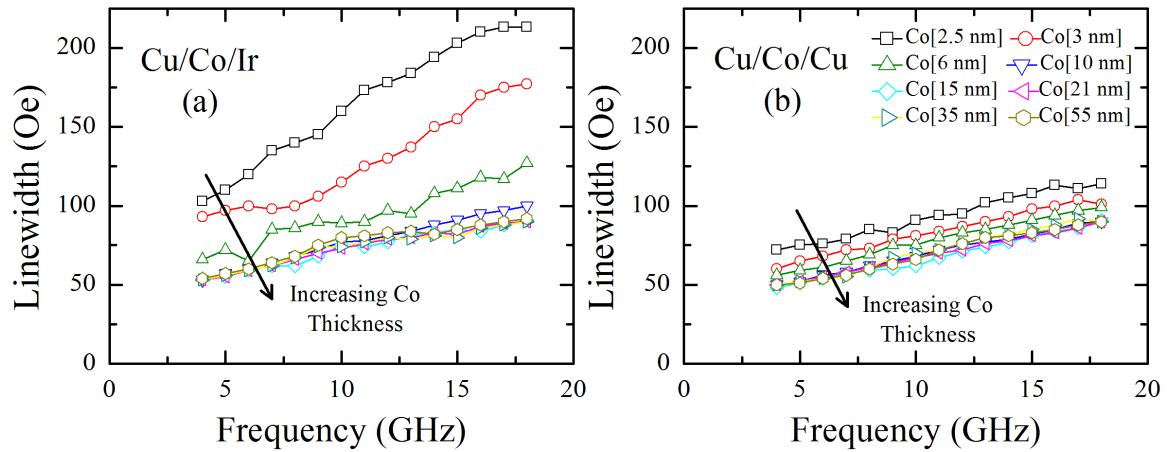 Cu/Co/Ir
(a)
Increasing Co
Thickness
Linewidth (Oe)
0
50
100
150
200
0
5
10
15
20
Frequency (GHz)
Cu/Co/Cu
(b)
Co[2.5 nm] Co[3 nm]
Co[6 nm] Co[10 nm]
Co[15 nm] Co[21 nm]
Co[35 nm] Co[55 nm]
Increasing Co
Thickness
Linewidth (Oe)
0
50
100
150
200
0
5
10
15
20
Frequency (GHz)